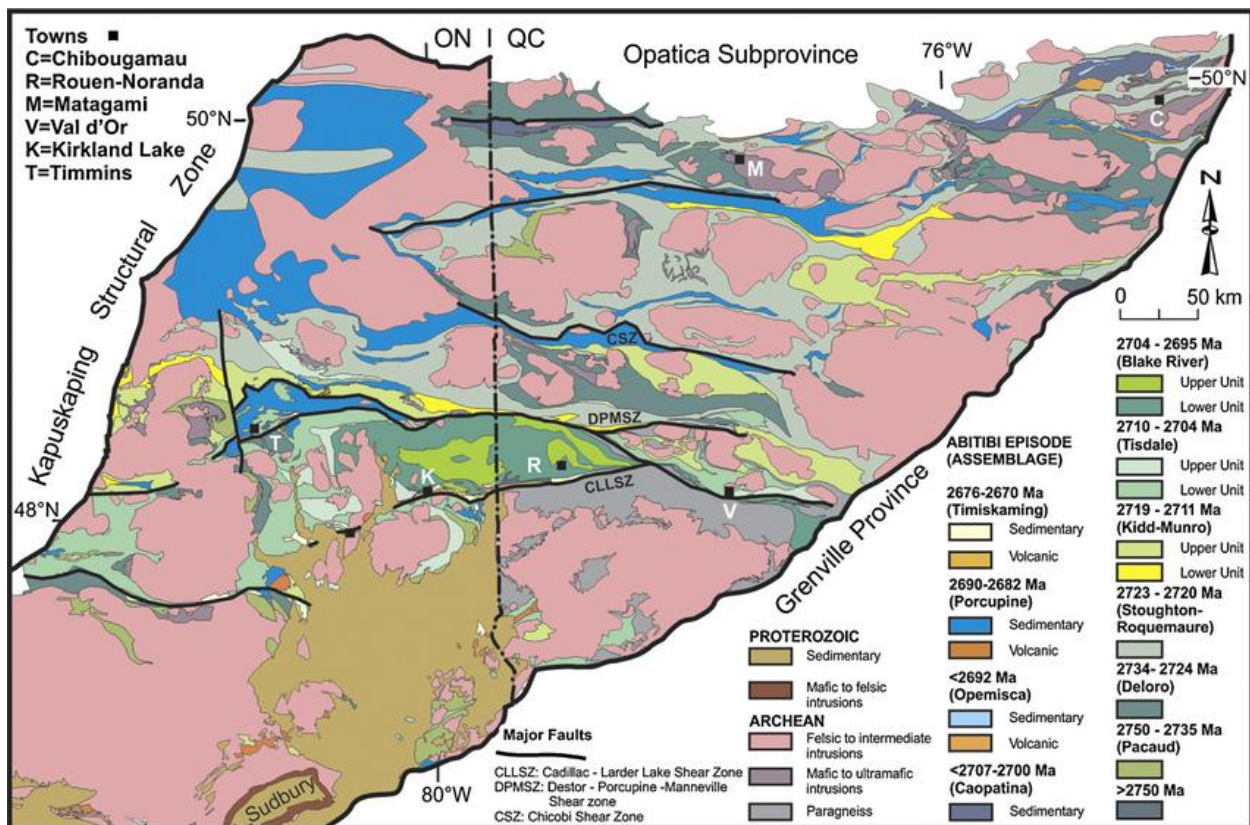 Towns
C=Chibougamau
R=Rouen-Noranda
M=Matagami
V=Val d'Or
K=Kirkland Lake
T=Timmins
ON
QC
Opatica Subprovince
76°W
50°N
50°N
C
M
Kapuskaping Structural Zone
N
0 50 km
CSZ
DPMSZ
T
K
R
CLLSZ
V
48°N
Grenville Province
80°W
Sudbury
Major Faults
CLLSZ: Cadillac - Larder Lake Shear Zone
DPMSZ: Destor - Porcupine -Manneville
Shear zone
CSZ: Chicobi Shear Zone
PROTEROZOIC
Sedimentary
Mafic to felsic
intrusions
ARCHEAN
Felsic to intermediate
intrusions
Mafic to ultramafic
intrusions
Paragneiss
ABITIBI EPISODE
(ASSEMBLAGE)
2676-2670 Ma
(Timiskaming)
Sedimentary
Volcanic
2690-2682 Ma
(Porcupine)
Sedimentary
Volcanic
<2692 Ma
(Opemisca)
Sedimentary
Volcanic
<2707-2700 Ma
(Caopatina)
Sedimentary
2704 - 2695 Ma
(Blake River)
Upper Unit
Lower Unit
2710 - 2704 Ma
(Tisdale)
Upper Unit
Lower Unit
2719 - 2711 Ma
(Kidd-Munro)
Upper Unit
Lower Unit
2723 - 2720 Ma
(Stoughton-
Roquemaure)
2734- 2724 Ma
(Deloro)
2750 - 2735 Ma
(Pacaud)
>2750 Ma